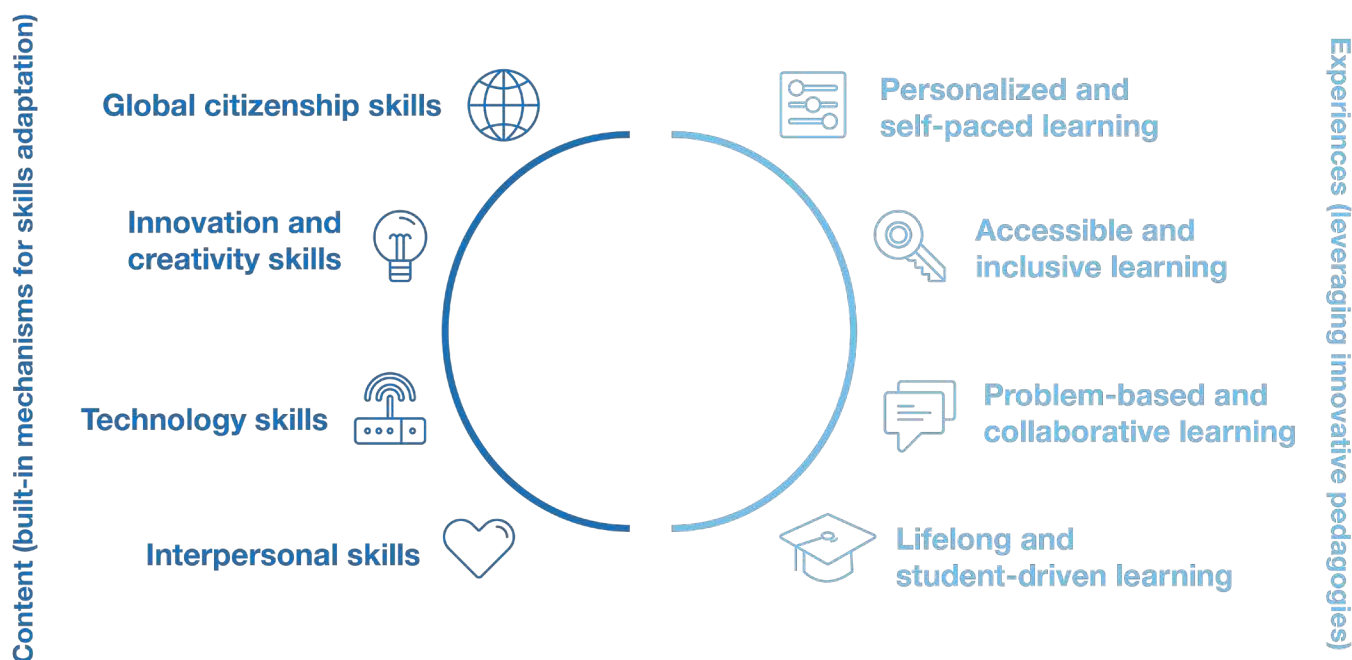 Content (built-in mechanisms for skills adaptation)
Global citizenship skills
Innovation and
creativity skills
Technology skills
Interpersonal skills
Personalized and
self-paced learning
Accessible and
inclusive learning
Problem-based and
collaborative learning
Lifelong and
student-driven learning
Experiences (leveraging innovative pedagogies)